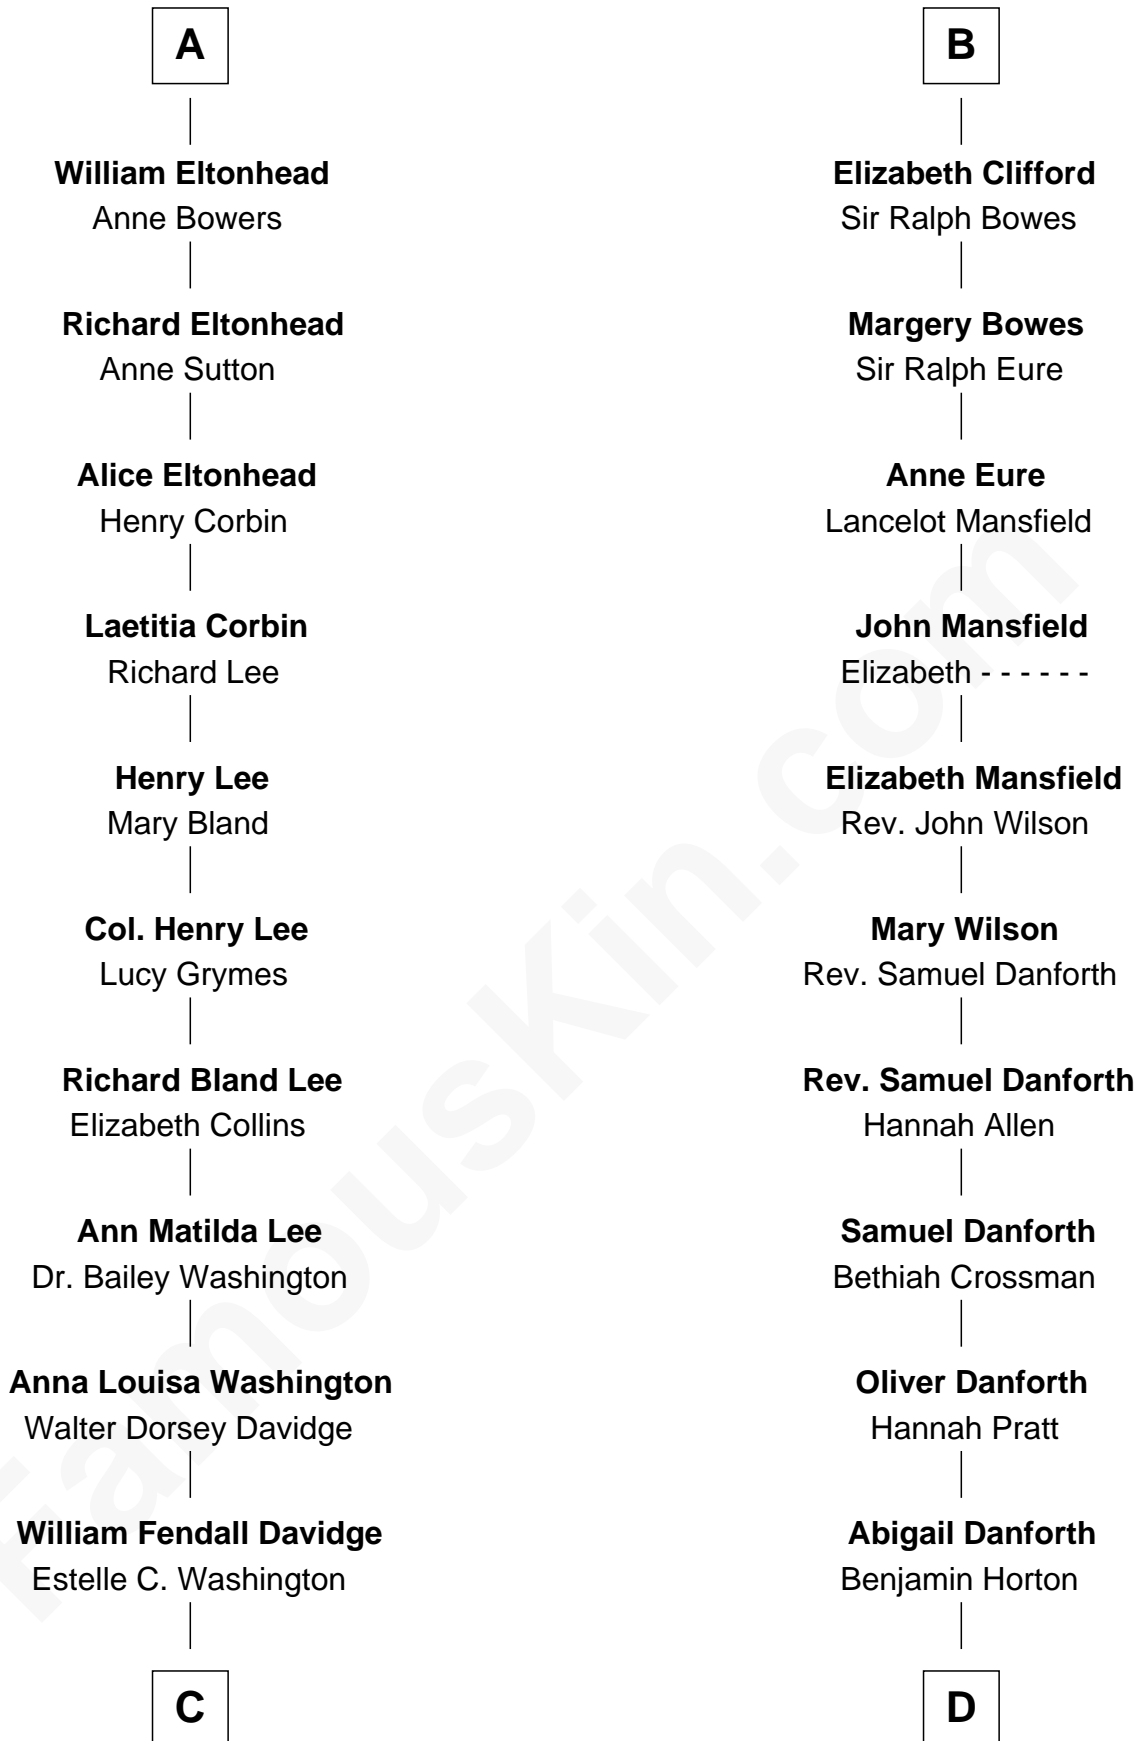 A
William Eltonhead
Anne Bowers
Richard Eltonhead
Anne Sutton
Alice Eltonhead
Henry Corbin
Laetitia Corbin
Richard Lee
Henry Lee
Mary Bland
Col. Henry Lee
Lucy Grymes
Richard Bland Lee
Elizabeth Collins
Ann Matilda Lee
Dr. Bailey Washington
Anna Louisa Washington
Walter Dorsey Davidge
William Fendall Davidge
Estelle C. Washington
C
B
Elizabeth Clifford
Sir Ralph Bowes
Margery Bowes
Sir Ralph Eure
Anne Eure
Lancelot Mansfield
John Mansfield
Elizabeth - - - - - -
Elizabeth Mansfield
Rev. John Wilson
Mary Wilson
Rev. Samuel Danforth
Rev. Samuel Danforth
Hannah Allen
Samuel Danforth
Bethiah Crossman
Oliver Danforth
Hannah Pratt
Abigail Danforth
Benjamin Horton
D
FamousKin.com